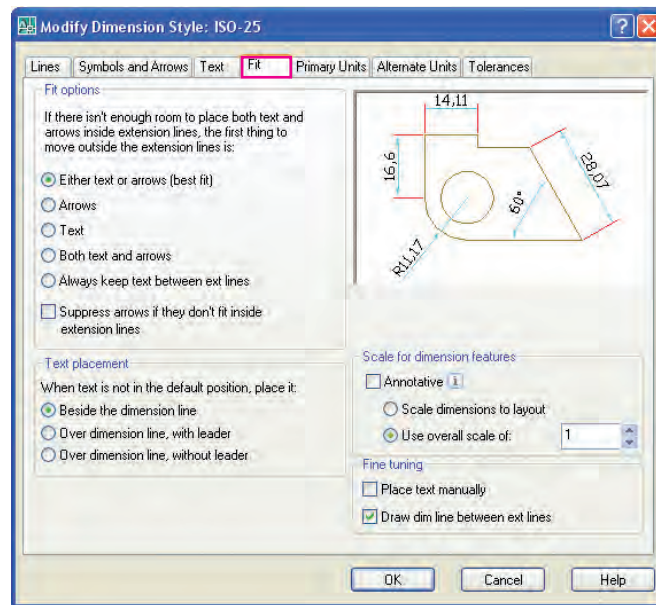 Modify Dimension Style: ISO-25
Lines Symbols and Arrows Text Fit Primary Units Alternate Units Tolerances
Fit options
If there isn't enough room to place both text and
arrows inside extension lines, the first thing to
move outside the extension lines is:
Either text or arrows (best fit)
Arrows
Text
Both text and arrows
Always keep text between ext lines
Suppress arrows if they don't fit inside
extension lines
14,11
16,6
28,07
60°
R11,17
Text placement
When text is not in the default position, place it:
Beside the dimension line
Over dimension line, with leader
Over dimension line, without leader
Scale for dimension features
Annotative
Scale dimensions to layout
Use overall scale of: 1
Fine tuning
Place text manually
Draw dim line between ext lines
OK Cancel Help